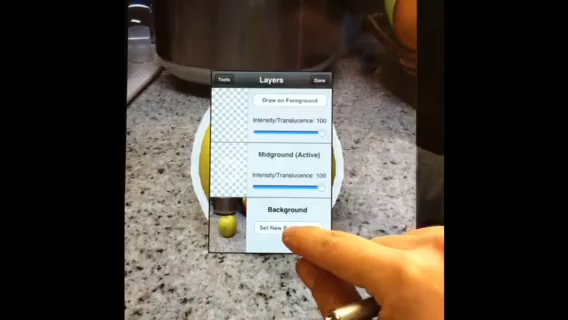 Tools Layers Done
Draw on Foreground
Intensity/Translucence: 100
Midground (Active)
Intensity/Translucence: 100
Background
Set New